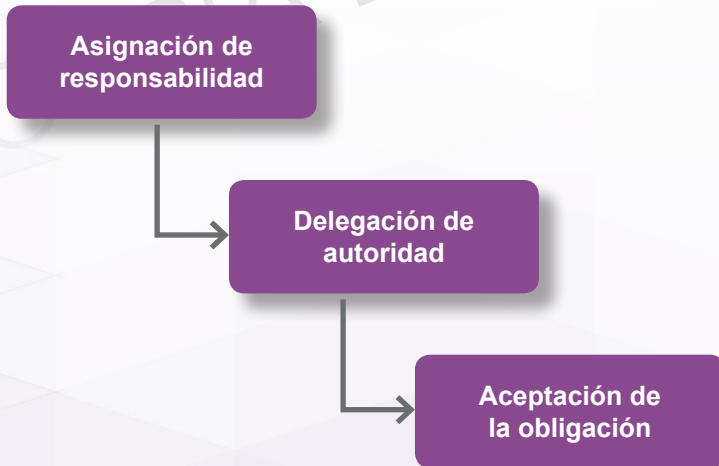 Asignación de
responsabilidad
Delegación de
autoridad
Aceptación de
la obligación